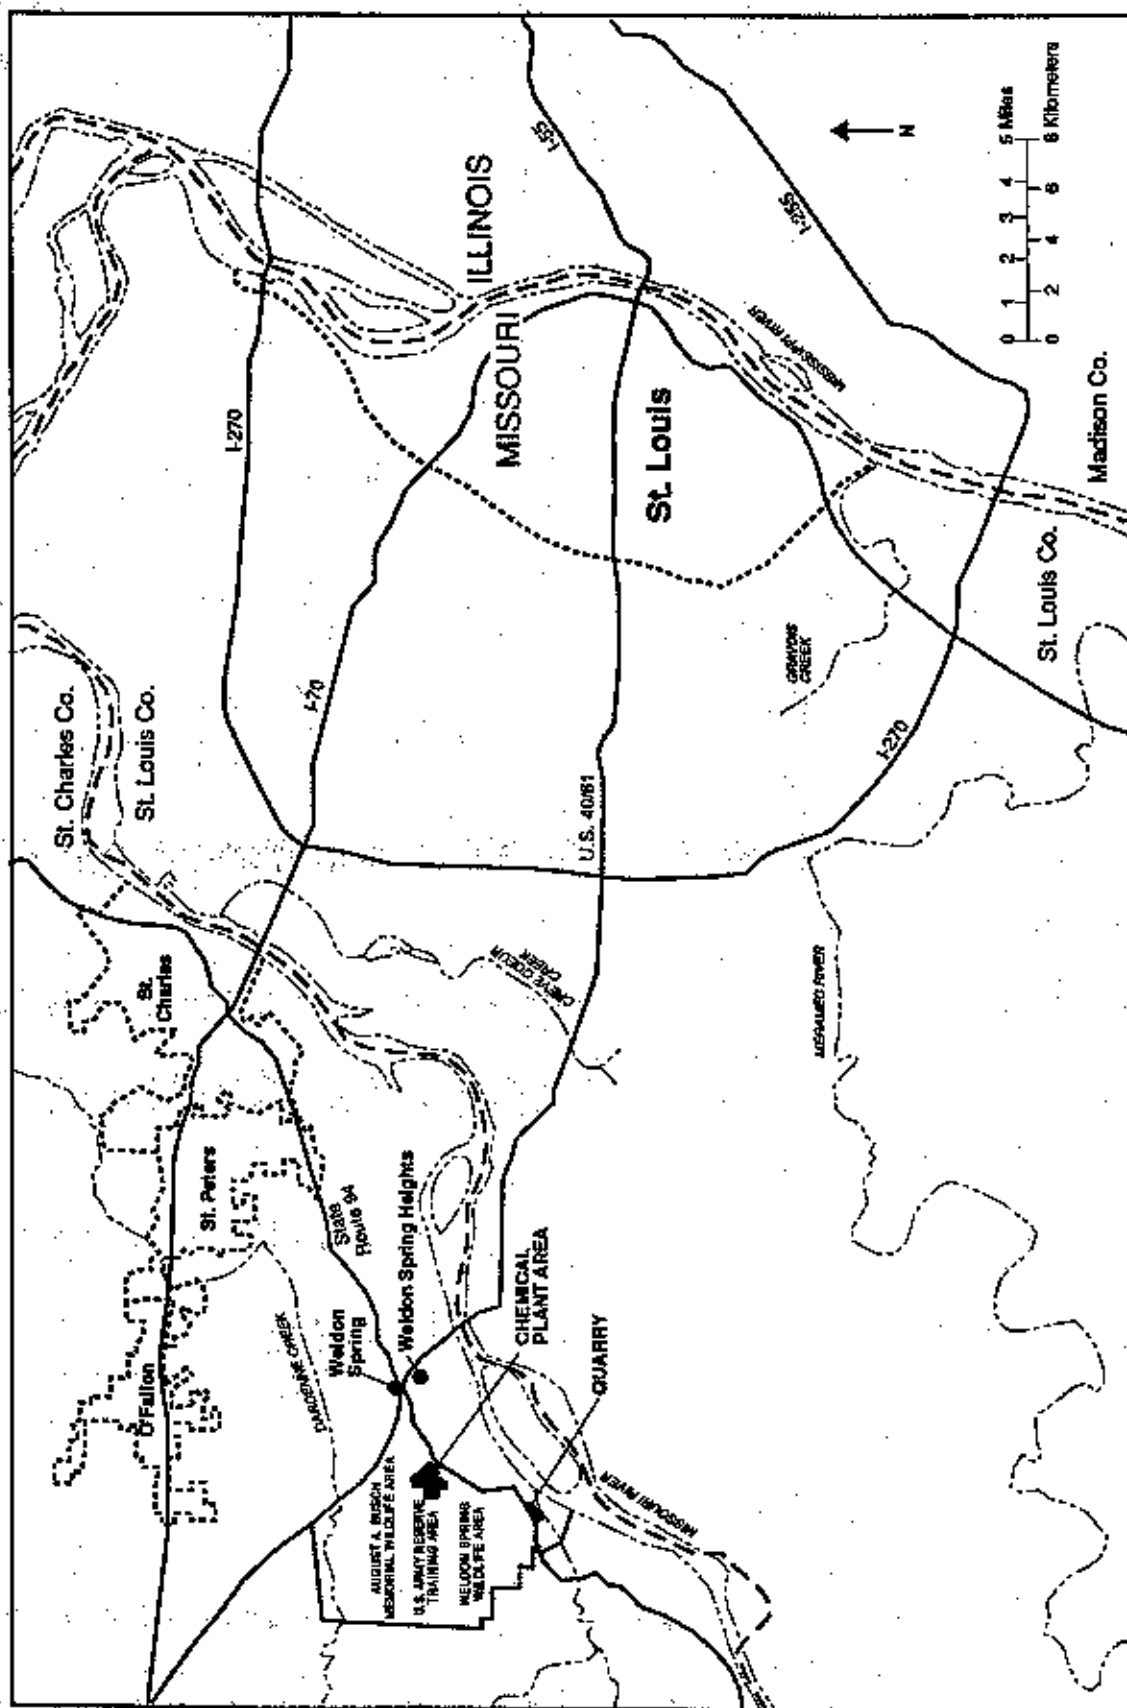 St. Charles Co.
St. Louis Co.
I-270
I-70
ILLINOIS
MISSOURI
I-55
I-255
St. Louis
MISSISSIPPI RIVER
N
0 1 2 3 4 5 Miles
0 2 4 6 8 Kilometers
Madison Co.
St. Louis Co.
GRAVOIS
CREEK
I-270
U.S. 40/61
CREVE COEUR
CREEK
MERAMEC RIVER
St.
Charles
St. Peters
O'Fallon
DARDENNE CREEK
State
Route 94
Weldon
Spring
Weldon Spring Heights
CHEMICAL
PLANT AREA
QUARRY
AUGUST A. BUSCH
MEMORIAL WILDLIFE AREA
U.S. ARMY RESERVE
TRAINING AREA
WELDON SPRING
WILDLIFE AREA
MISSOURI RIVER